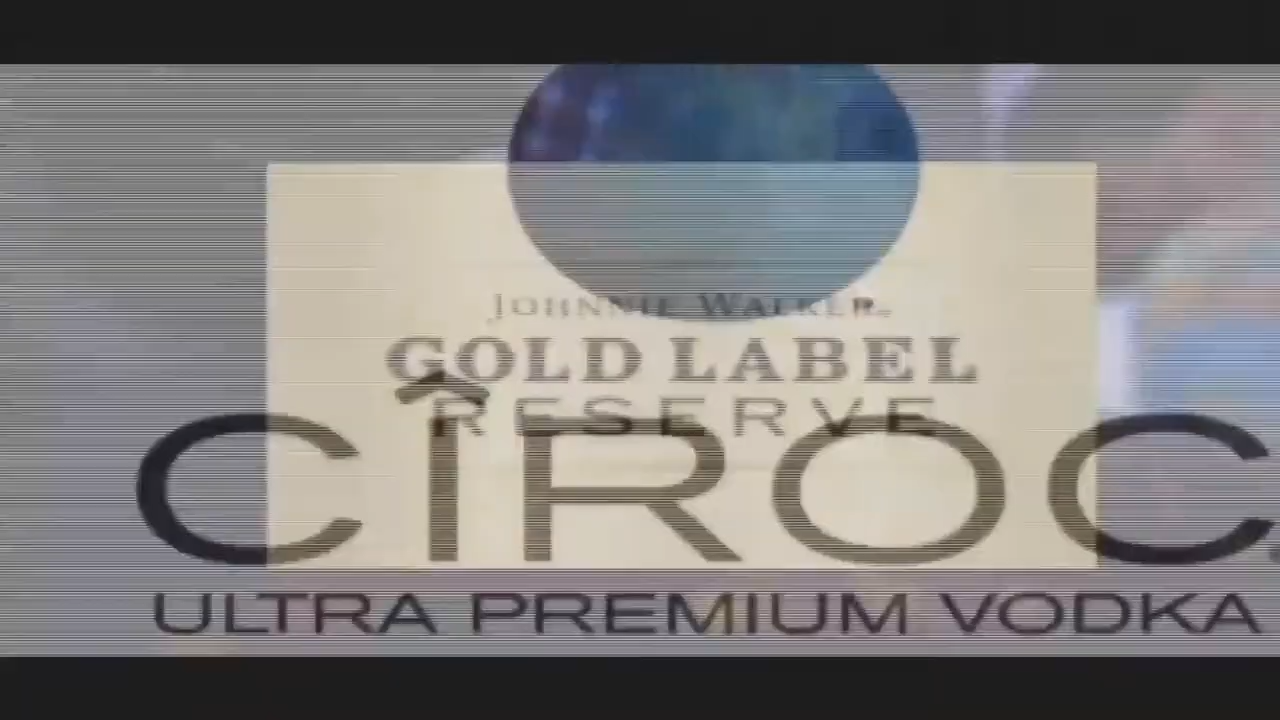 JOHNNIE WALKER
GOLD LABEL
RESERVE
CÎROC
ULTRA PREMIUM VODKA